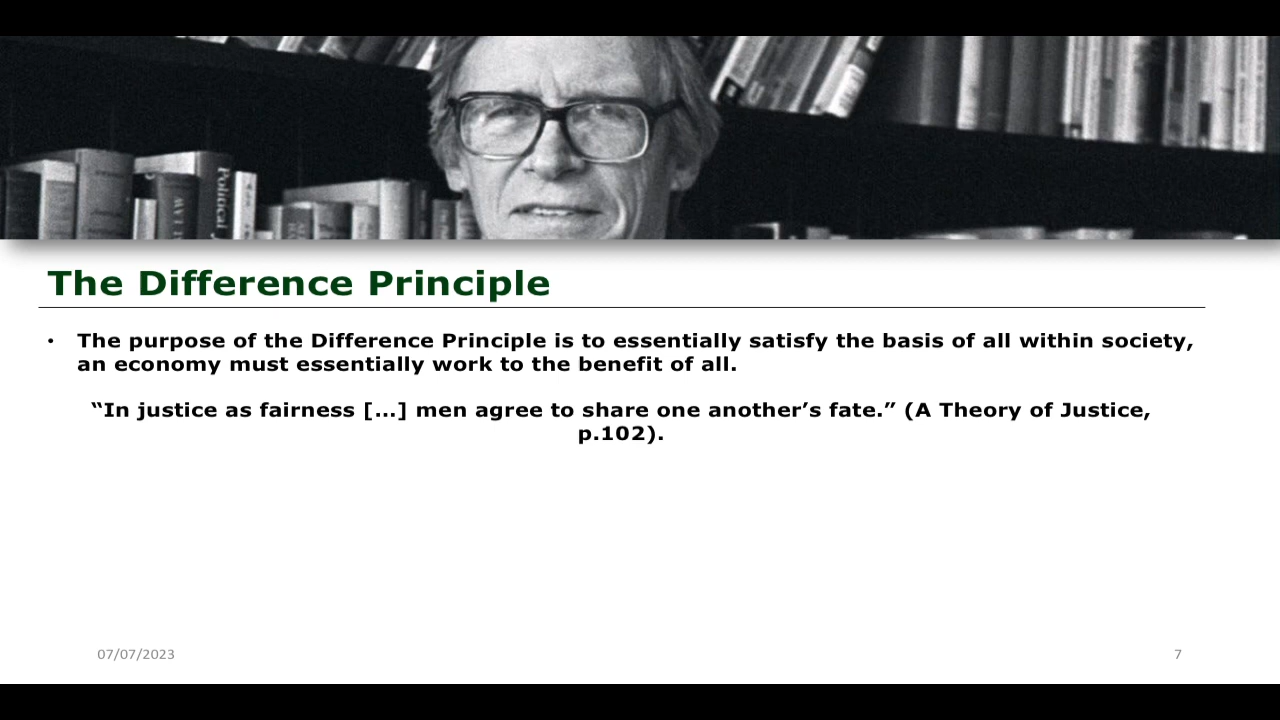 Political
LAW
The Difference Principle
• The purpose of the Difference Principle is to essentially satisfy the basis of all within society,
an economy must essentially work to the benefit of all.
“In justice as fairness [...] men agree to share one another’s fate.” (A Theory of Justice,
p.102).
07/07/2023
7